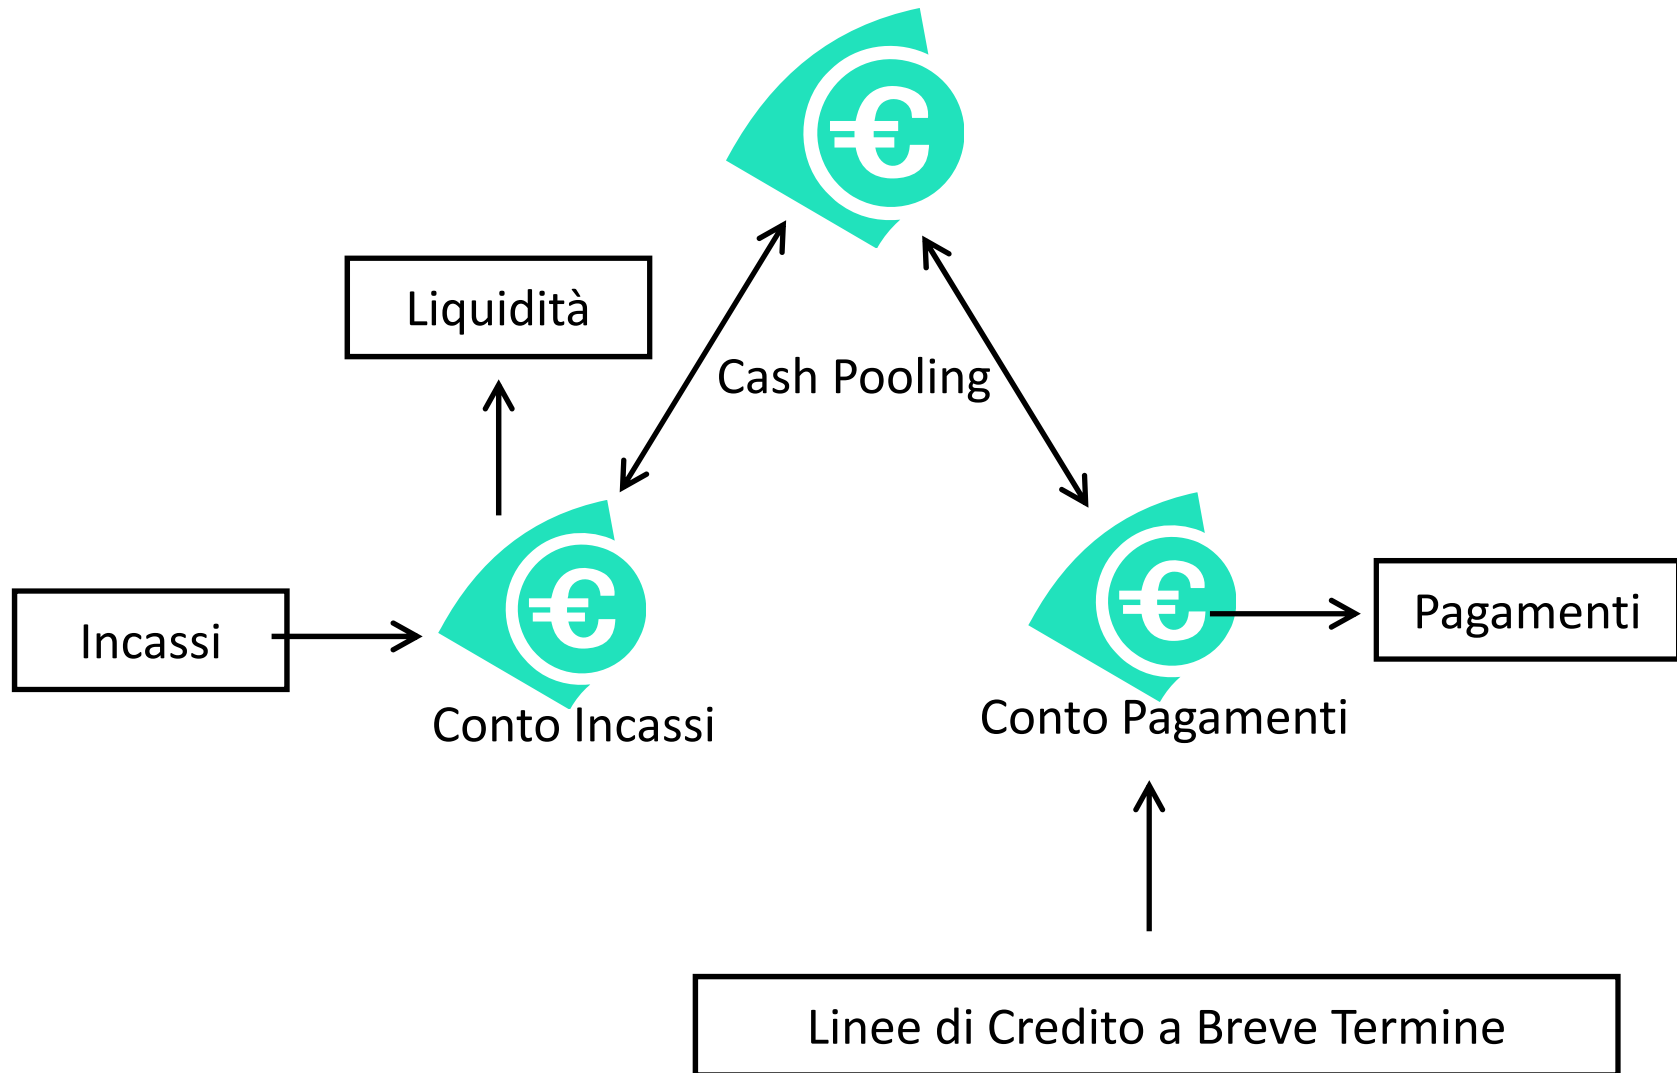 Liquidità
Cash Pooling
Incassi
Conto Incassi
Pagamenti
Conto Pagamenti
Linee di Credito a Breve Termine